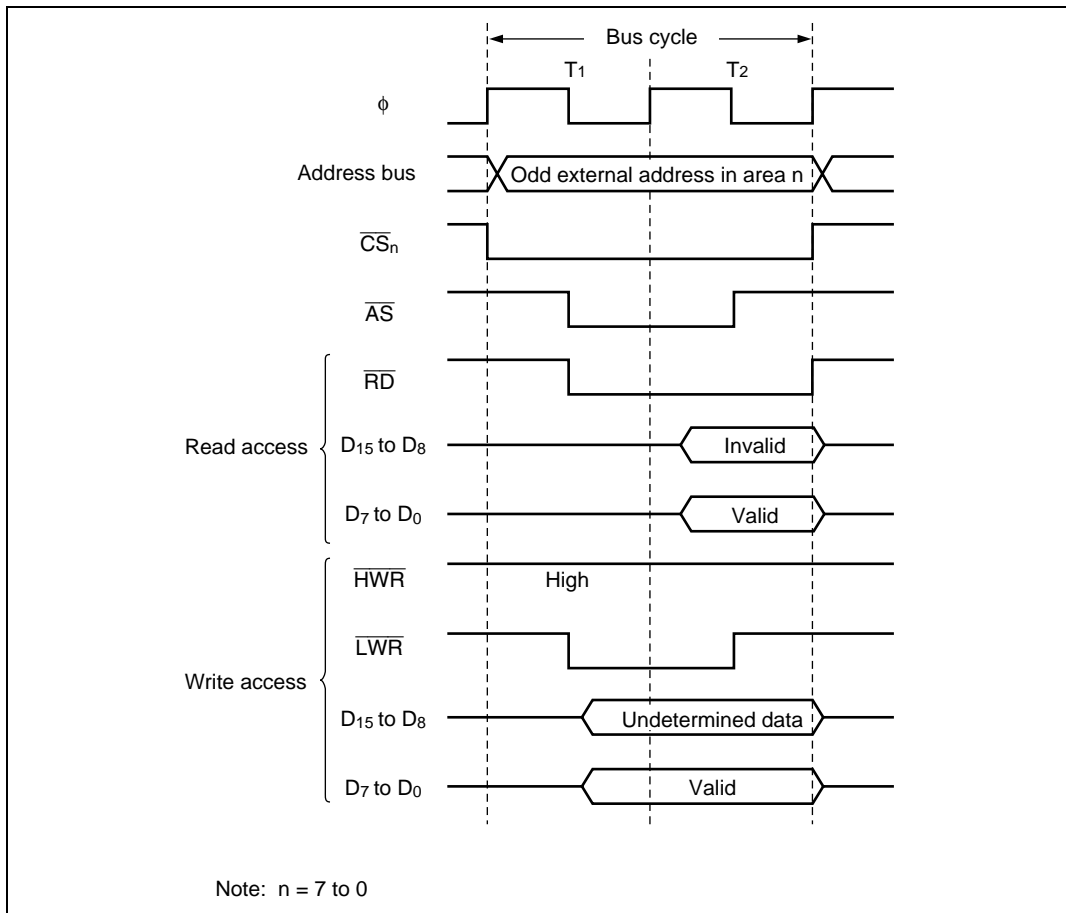 Bus cycle
T1 T2
ϕ
Address bus Odd external address in area n
CSn
AS
RD
Read access
D15 to D8 Invalid
D7 to D0 Valid
HWR High
LWR
Write access
D15 to D8 Undetermined data
D7 to D0 Valid
Note: n = 7 to 0